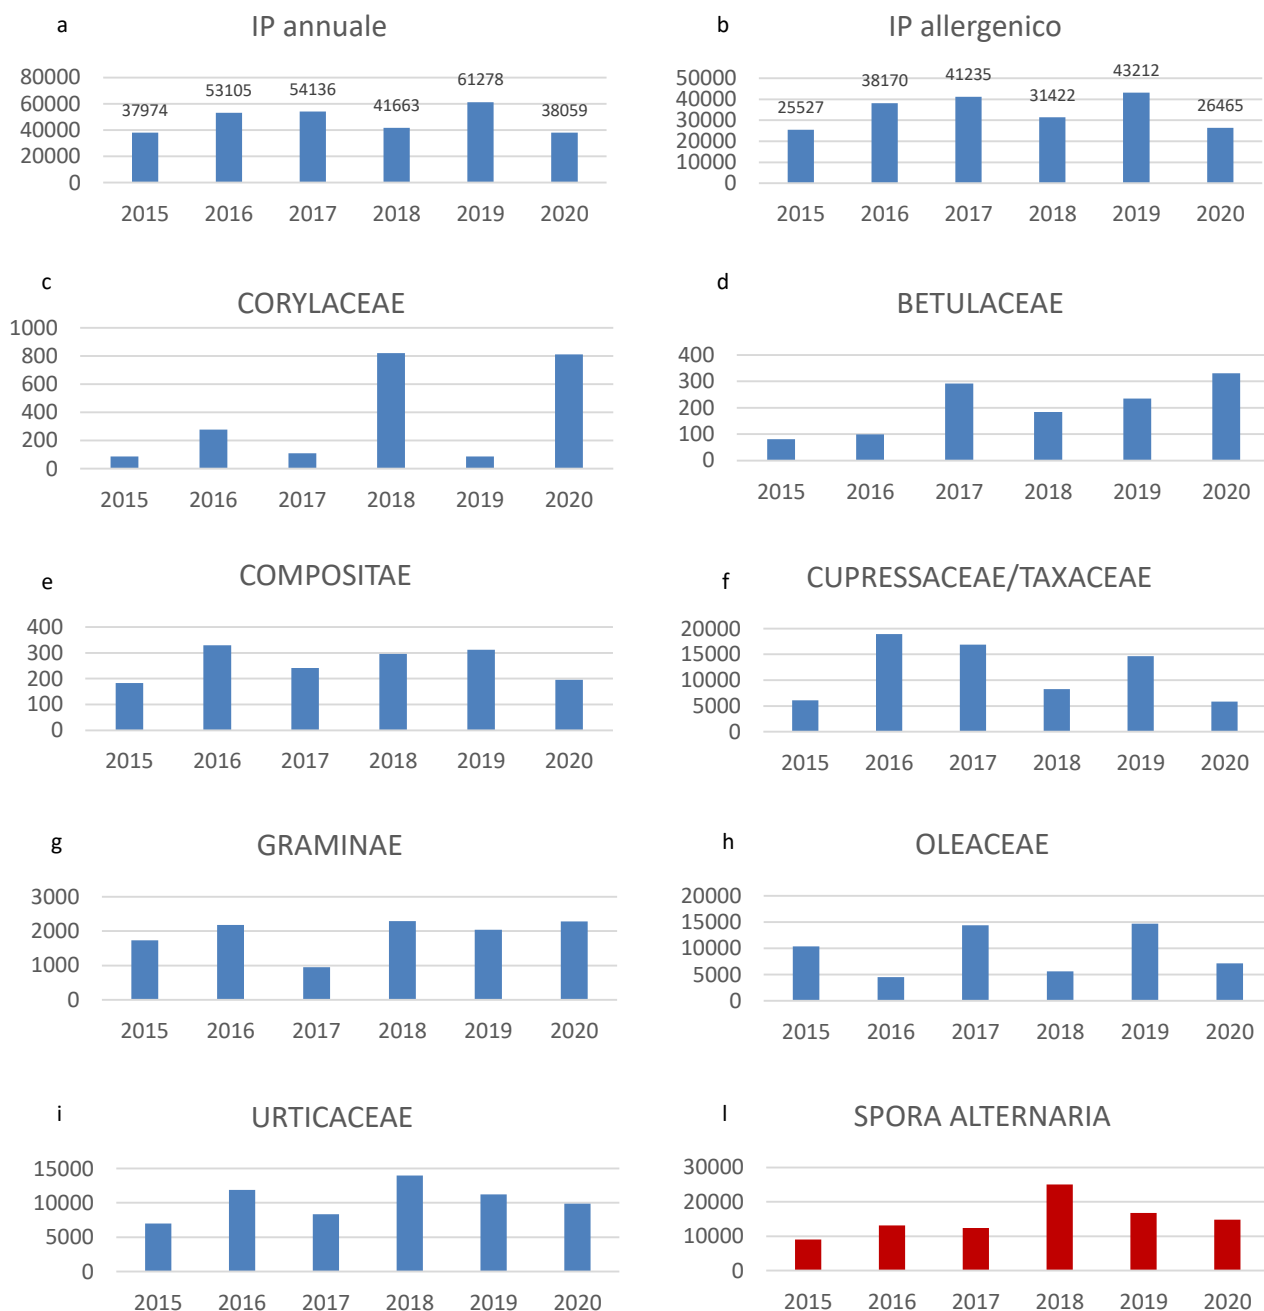 a
IP annuale
80000
60000
40000
20000
0
37974
53105
54136
41663
61278
38059
2015 2016 2017 2018 2019 2020
b
IP allergenico
50000
40000
30000
20000
10000
0
25527
38170
41235
31422
43212
26465
2015 2016 2017 2018 2019 2020
c
CORYLACEAE
1000
800
600
400
200
0
2015 2016 2017 2018 2019 2020
d
BETULACEAE
400
300
200
100
0
2015 2016 2017 2018 2019 2020
e
COMPOSITAE
400
300
200
100
0
2015 2016 2017 2018 2019 2020
f
CUPRESSACEAE/TAXACEAE
20000
15000
10000
5000
0
2015 2016 2017 2018 2019 2020
g
GRAMINAE
3000
2000
1000
0
2015 2016 2017 2018 2019 2020
h
OLEACEAE
20000
15000
10000
5000
0
2015 2016 2017 2018 2019 2020
i
URTICACEAE
15000
10000
5000
0
2015 2016 2017 2018 2019 2020
l
SPORA ALTERNARIA
30000
20000
10000
0
2015 2016 2017 2018 2019 2020